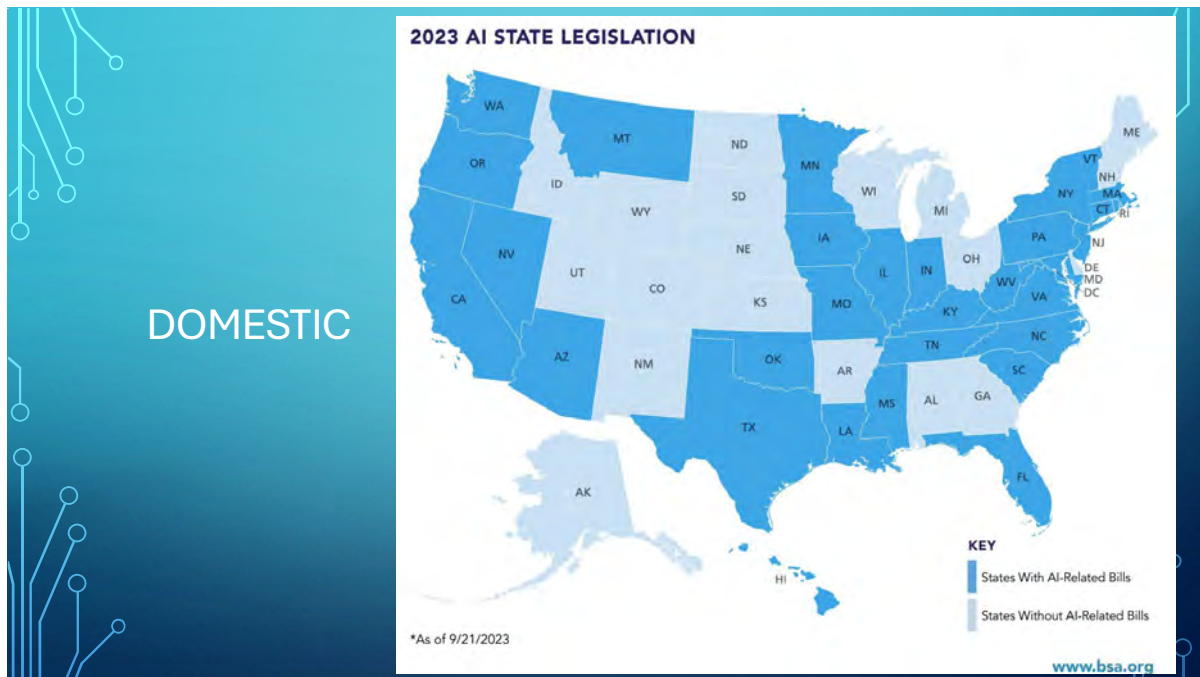 DOMESTIC
2023 AI STATE LEGISLATION
WA
MT
ND
MN
ME
VT
OR
ID
SD
WI
MI
NH
NY
MA
CT
RI
WY
NV
UT
NE
IA
PA
NJ
CA
CO
KS
IL
IN
OH
WV
DE
MD
DC
MO
KY
VA
AZ
NM
OK
AR
TN
NC
SC
TX
LA
MS
AL
GA
FL
AK
HI
KEY
States With AI-Related Bills
States Without AI-Related Bills
*As of 9/21/2023
www.bsa.org